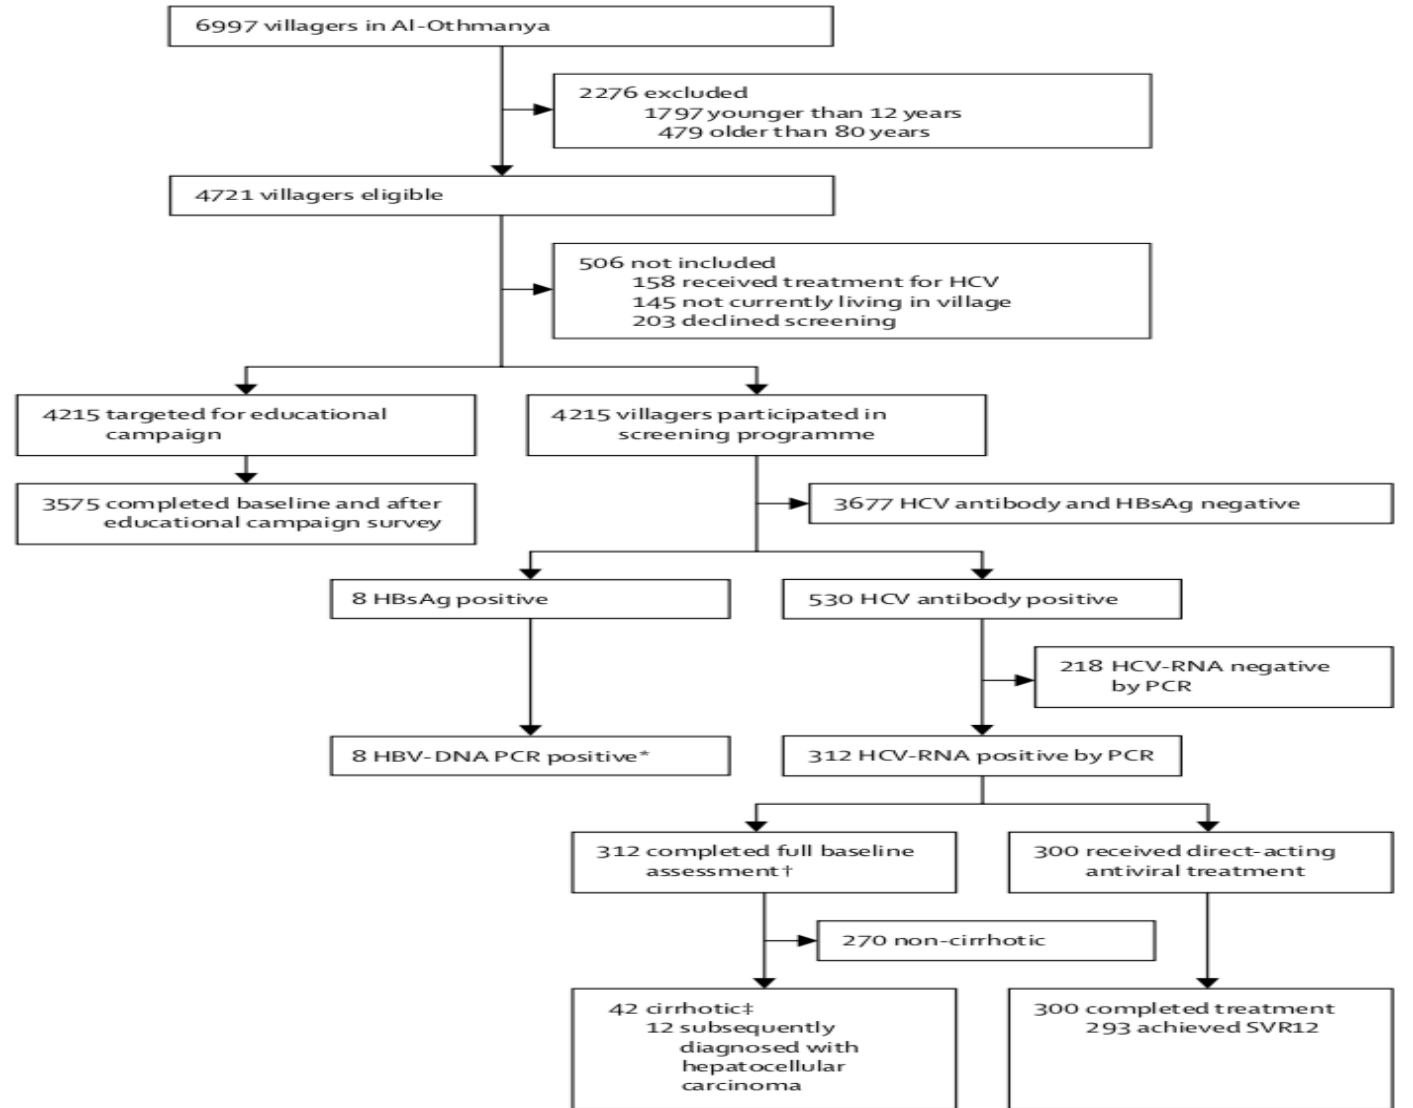 6997 villagers in Al-Othmanya
2276 excluded
1797 younger than 12 years
479 older than 80 years
4721 villagers eligible
506 not included
158 received treatment for HCV
145 not currently living in village
203 declined screening
4215 targeted for educational
campaign
4215 villagers participated in
screening programme
3575 completed baseline and after
educational campaign survey
3677 HCV antibody and HBsAg negative
8 HBsAg positive
530 HCV antibody positive
218 HCV-RNA negative
by PCR
8 HBV-DNA PCR positive*
312 HCV-RNA positive by PCR
312 completed full baseline
assessment†
300 received direct-acting
antiviral treatment
270 non-cirrhotic
42 cirrhotic‡
12 subsequently
diagnosed with
hepatocellular
carcinoma
300 completed treatment
293 achieved SVR12